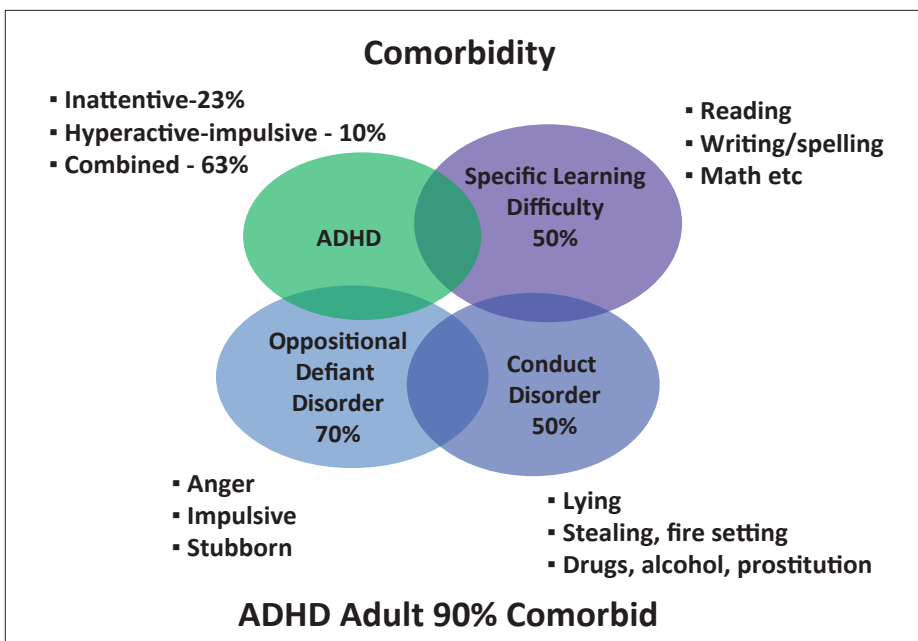 Comorbidity
▪ Inattentive-23%
▪ Hyperactive-impulsive - 10%
▪ Combined - 63%
▪ Reading
▪ Writing/spelling
▪ Math etc
ADHD
Specific Learning
Difficulty
50%
Oppositional
Defiant
Disorder
70%
Conduct
Disorder
50%
▪ Anger
▪ Impulsive
▪ Stubborn
▪ Lying
▪ Stealing, fire setting
▪ Drugs, alcohol, prostitution
ADHD Adult 90% Comorbid